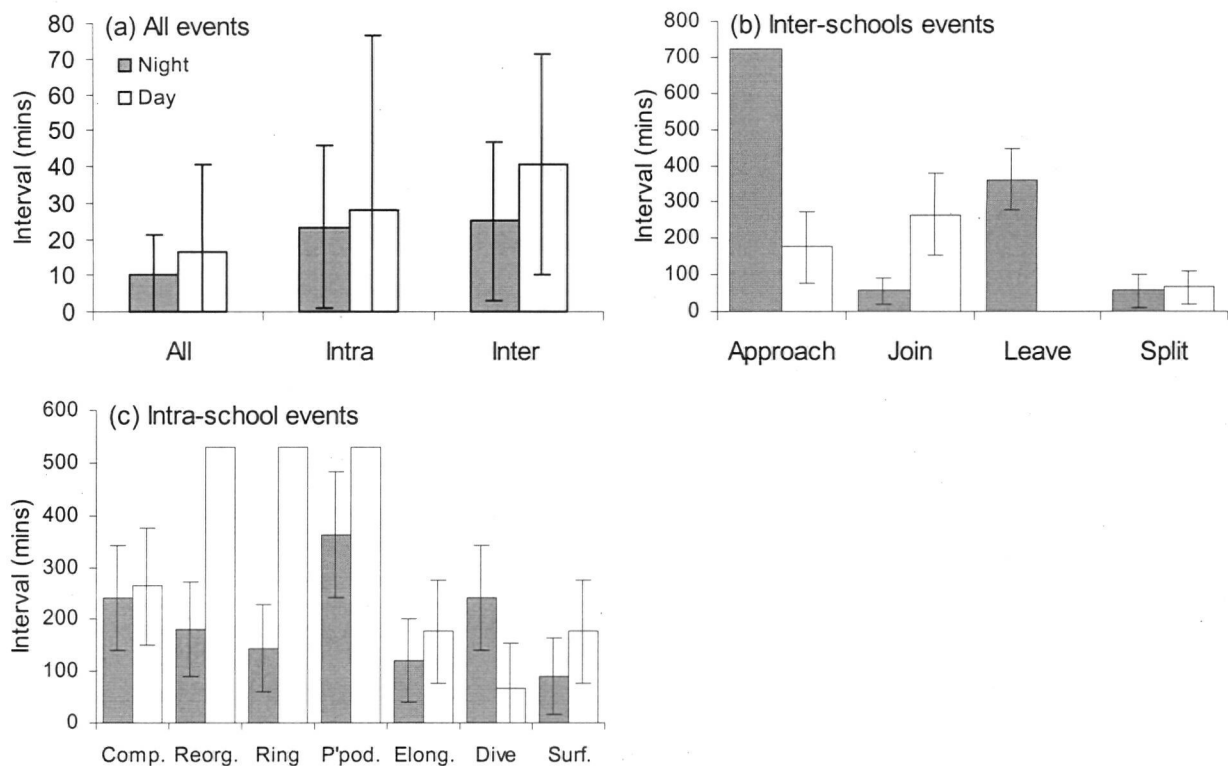 (a) All events
Night
Day
Interval (mins)
80
70
60
50
40
30
20
10
0
All Intra Inter
(b) Inter-schools events
Interval (mins)
800
700
600
500
400
300
200
100
0
Approach Join Leave Split
(c) Intra-school events
Interval (mins)
600
500
400
300
200
100
0
Comp. Reorg. Ring P'pod. Elong. Dive Surf.